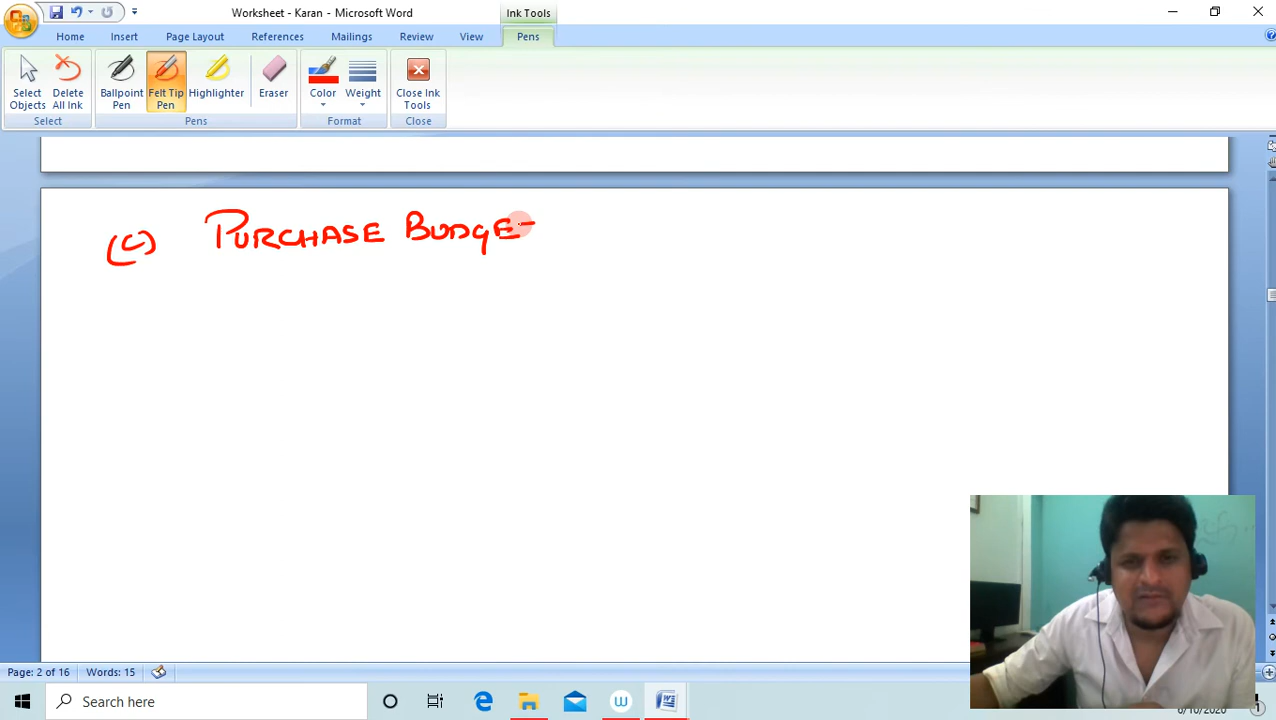 Worksheet - Karan - Microsoft Word
Ink Tools
Home Insert Page Layout References Mailings Review View Pens
Select Objects
Delete All Ink
Ballpoint Pen
Felt Tip Pen
Highlighter
Eraser
Color
Weight
Close Ink Tools
Select
Pens
Format
Close
(C) PURCHASE BUDGE
Page: 2 of 16 Words: 15
Search here